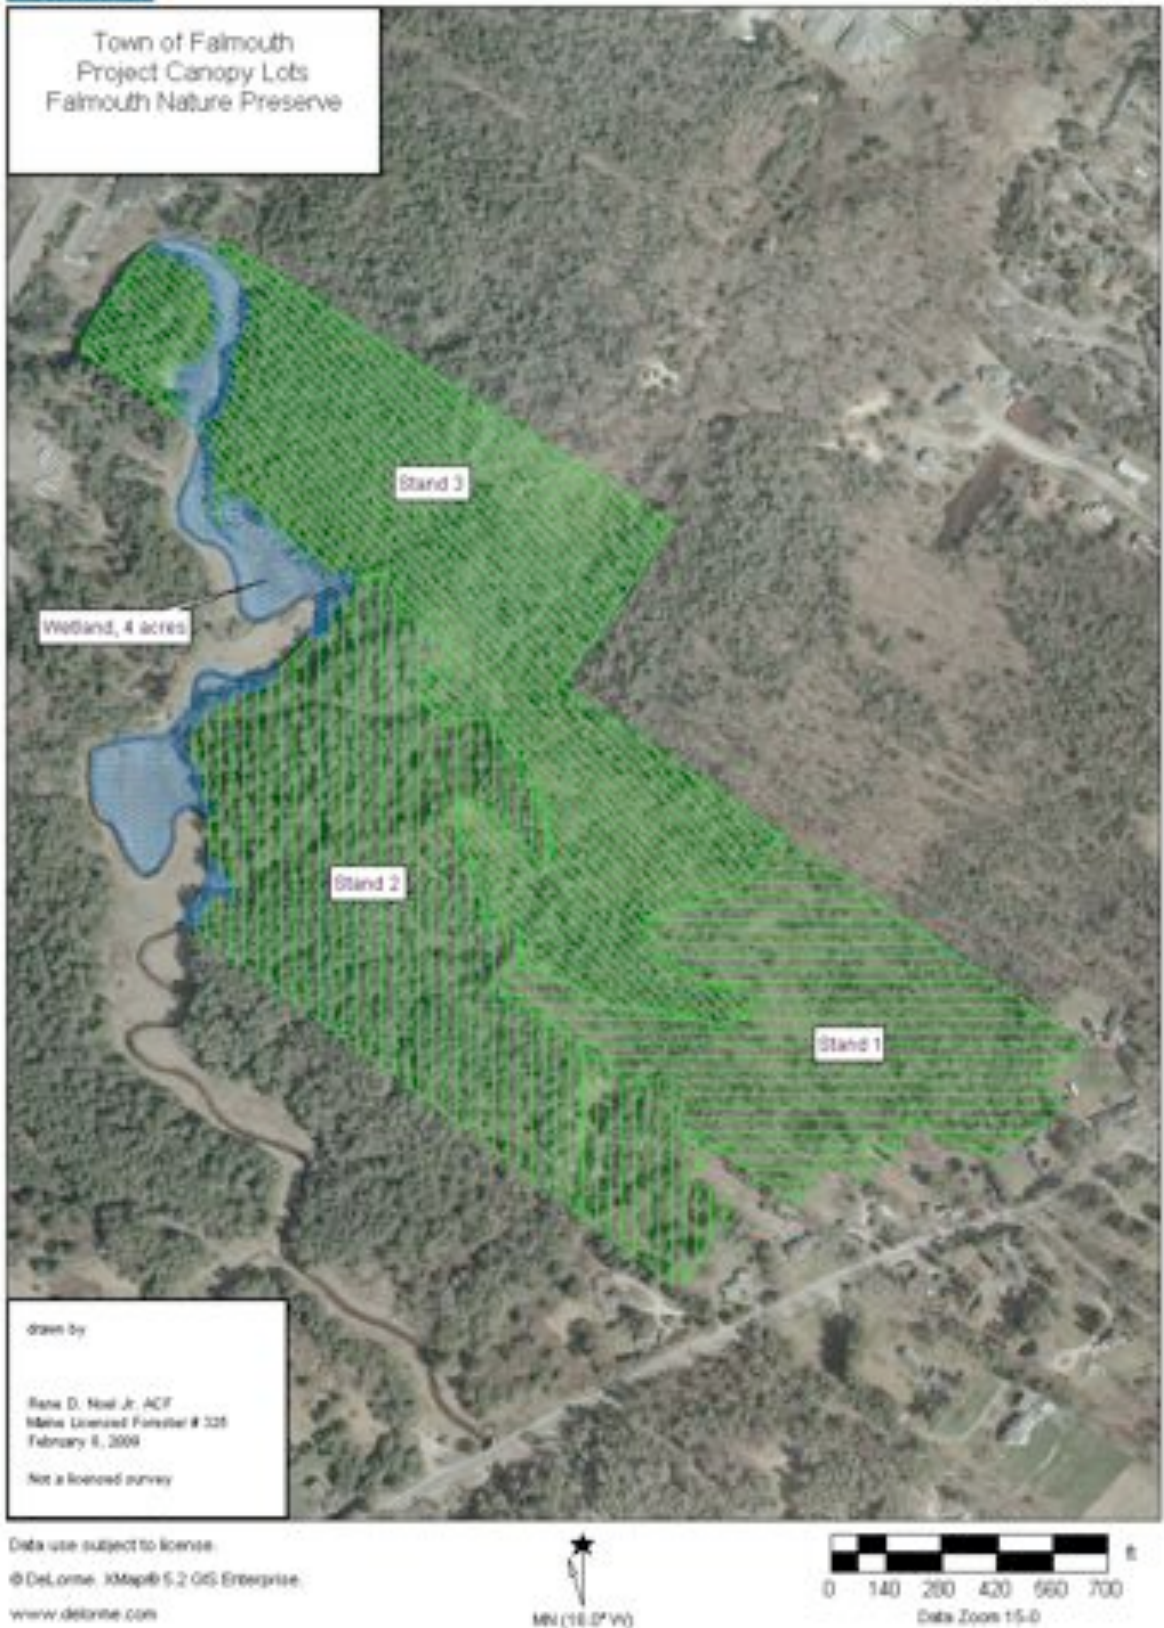 Town of Falmouth
Project Canopy Lots
Falmouth Nature Preserve
Stand 3
Wetland, 4 acres
Stand 2
Stand 1
drawn by
Rene D. Noel Jr. ACF
Maine Licensed Forester # 325
February 2009
Not a licensed survey
Data use subject to license.
© DeLorme. XMap® 5.2 GIS Enterprise.
www.delorme.com
MN (16.0° W)
ft
0 140 280 420 560 700
Data Zoom 15-0